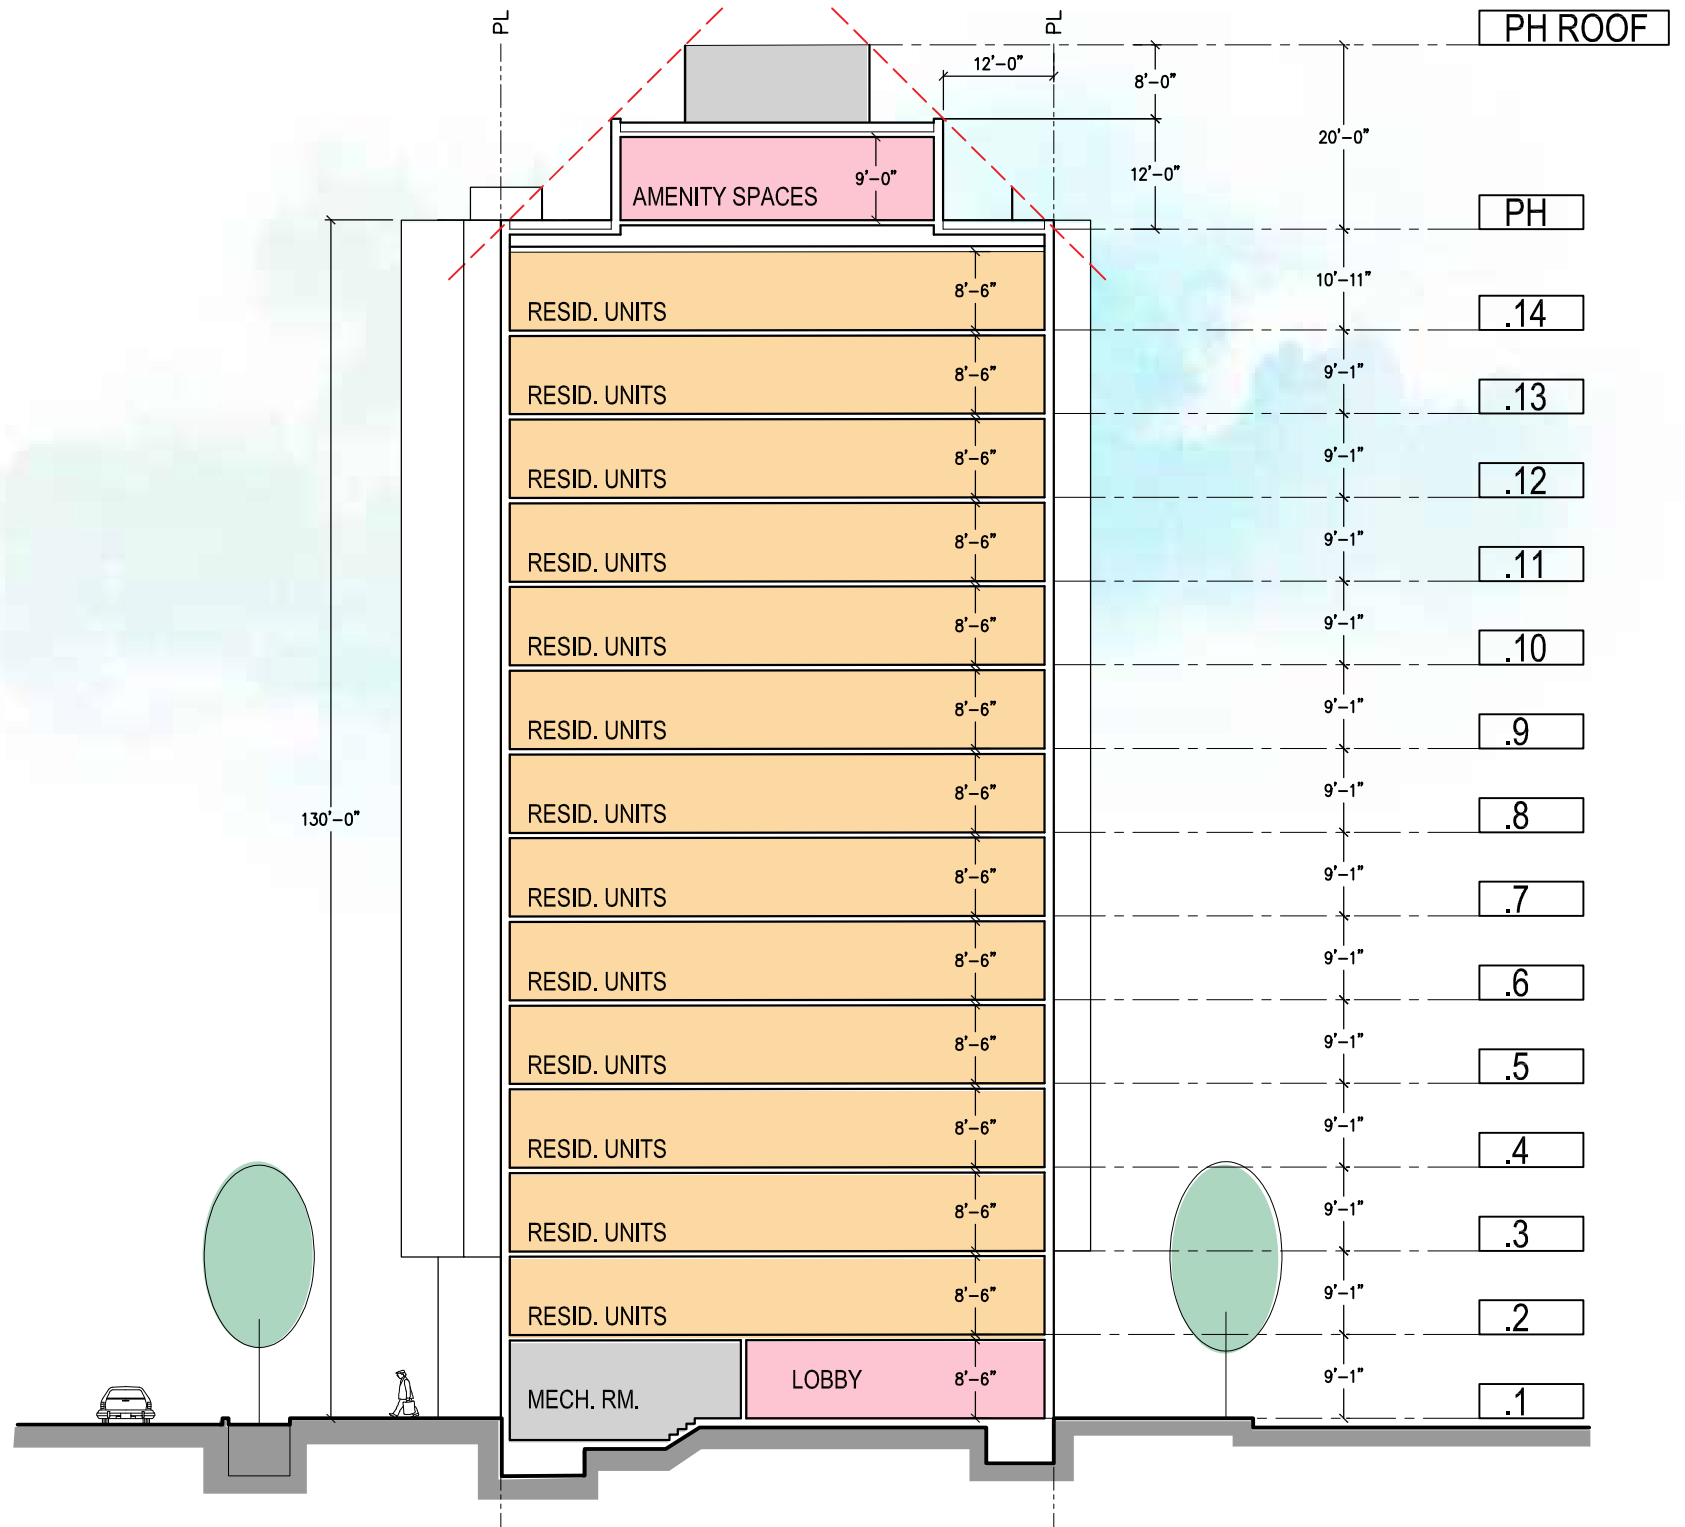 PL
PL
PH ROOF
12'-0"
8'-0"
20'-0"
12'-0"
9'-0"
AMENITY SPACES
PH
10'-11"
8'-6"
RESID. UNITS
.14
9'-1"
8'-6"
RESID. UNITS
.13
9'-1"
8'-6"
RESID. UNITS
.12
9'-1"
8'-6"
RESID. UNITS
.11
9'-1"
8'-6"
RESID. UNITS
.10
9'-1"
8'-6"
RESID. UNITS
.9
9'-1"
8'-6"
RESID. UNITS
.8
130'-0"
9'-1"
8'-6"
RESID. UNITS
.7
9'-1"
8'-6"
RESID. UNITS
.6
9'-1"
8'-6"
RESID. UNITS
.5
9'-1"
8'-6"
RESID. UNITS
.4
9'-1"
8'-6"
RESID. UNITS
.3
9'-1"
8'-6"
RESID. UNITS
.2
9'-1"
8'-6"
LOBBY
MECH. RM.
.1